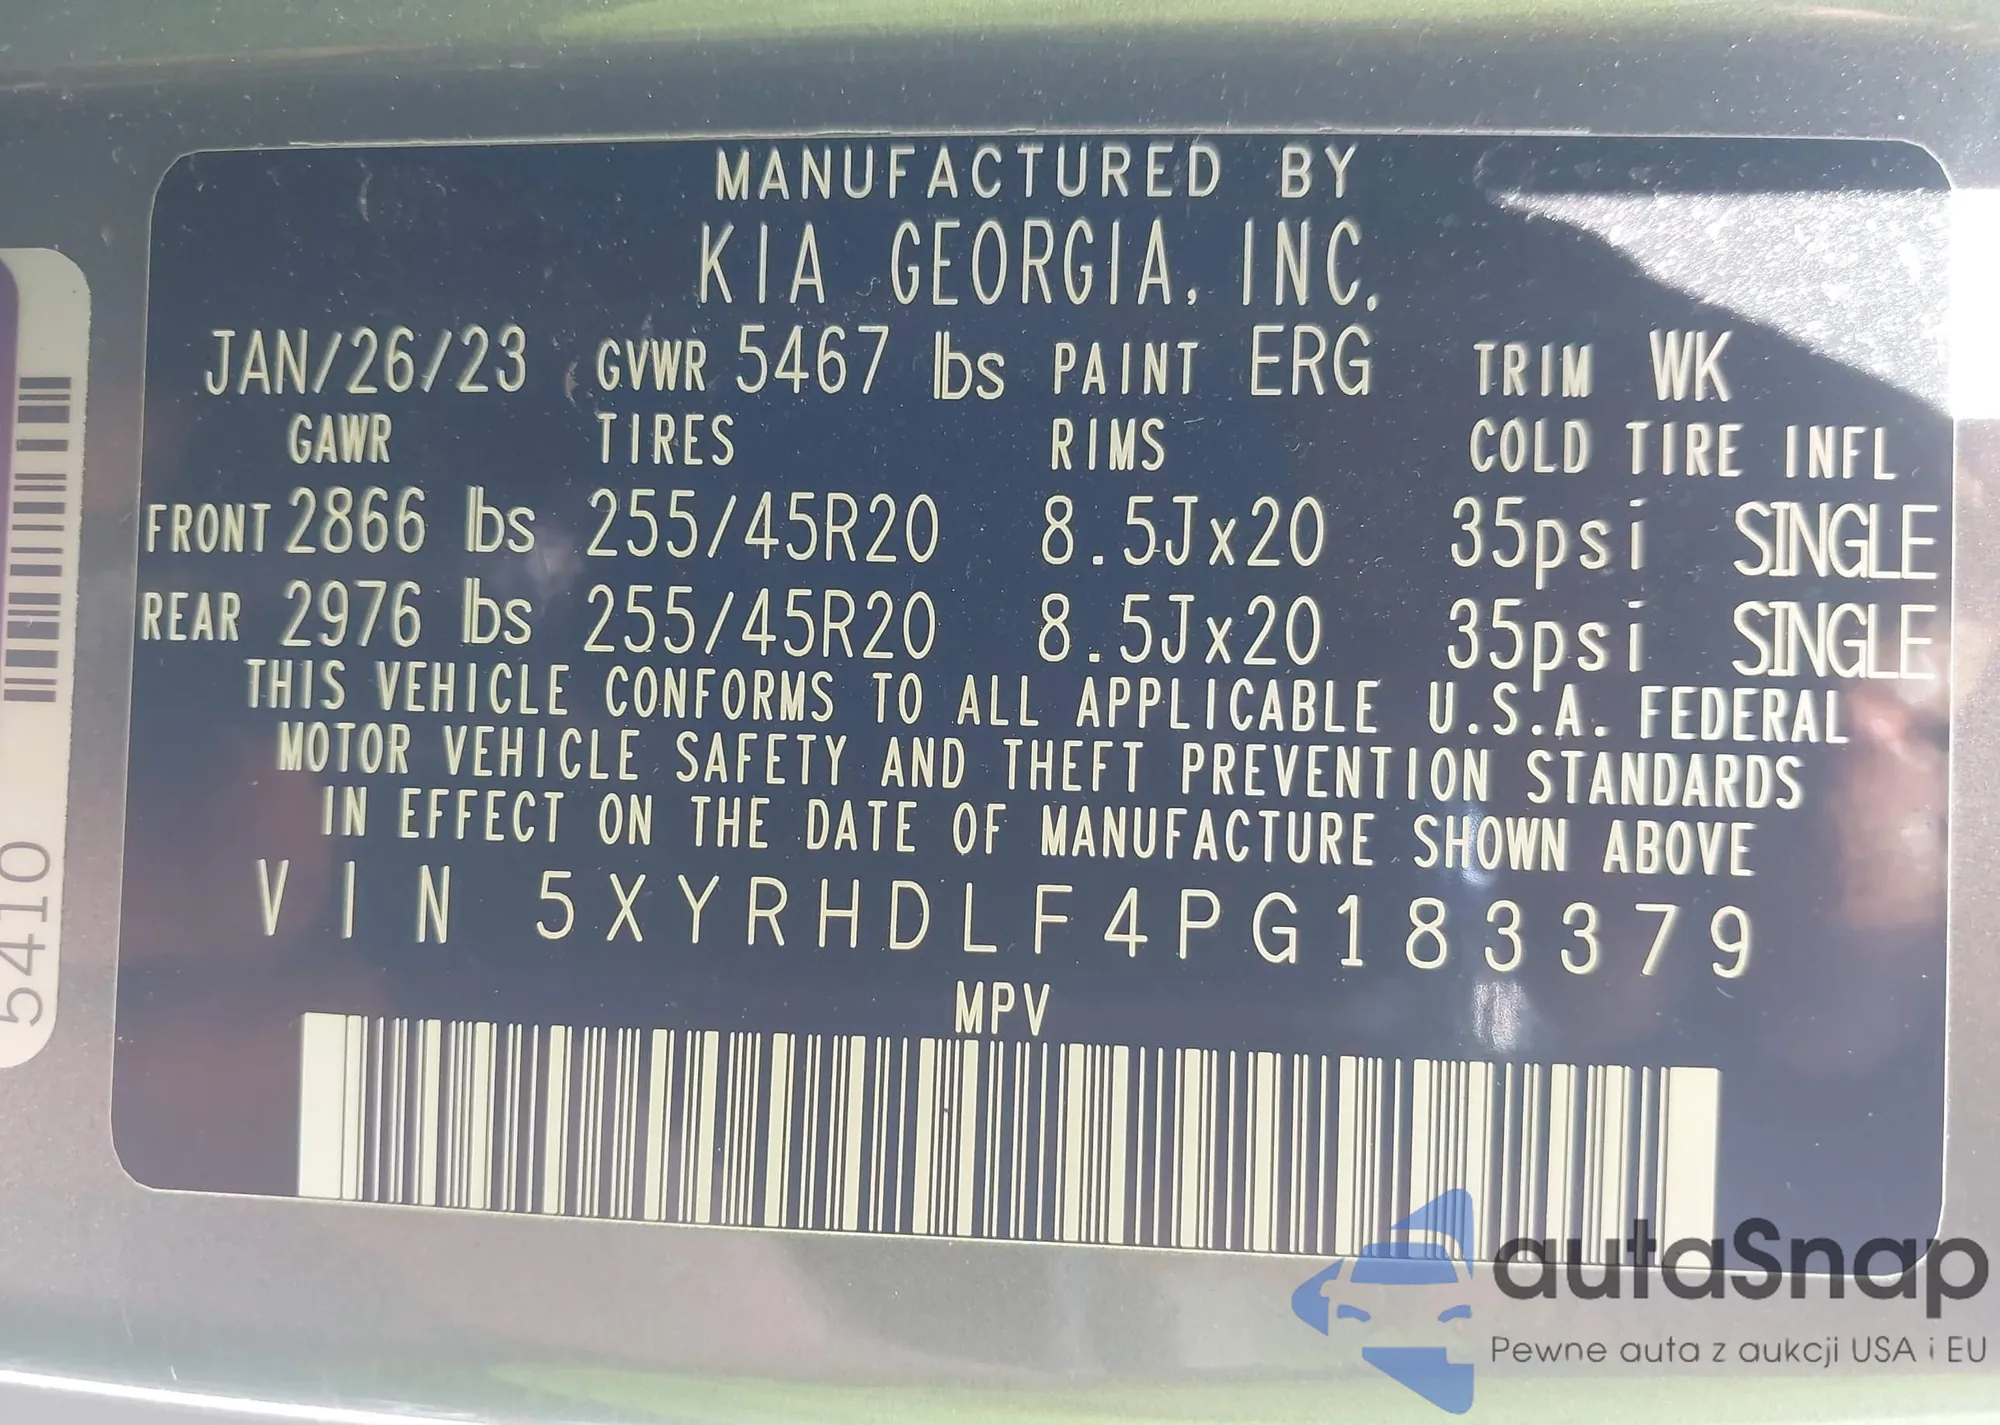 MANUFACTURED BY
KIA GEORGIA, INC.
JAN/26/23 GVWR 5467 lbs PAINT ERG TRIM WK
GAWR TIRES RIMS COLD TIRE INFL
FRONT 2866 lbs 255/45R20 8.5Jx20 35psi SINGLE
REAR 2976 lbs 255/45R20 8.5Jx20 35psi SINGLE
THIS VEHICLE CONFORMS TO ALL APPLICABLE U.S.A. FEDERAL
MOTOR VEHICLE SAFETY AND THEFT PREVENTION STANDARDS
IN EFFECT ON THE DATE OF MANUFACTURE SHOWN ABOVE
VIN 5XYRHDLF4PG183379
MPV
5410
autaSnap
Pewne auta z aukcji USA i EU